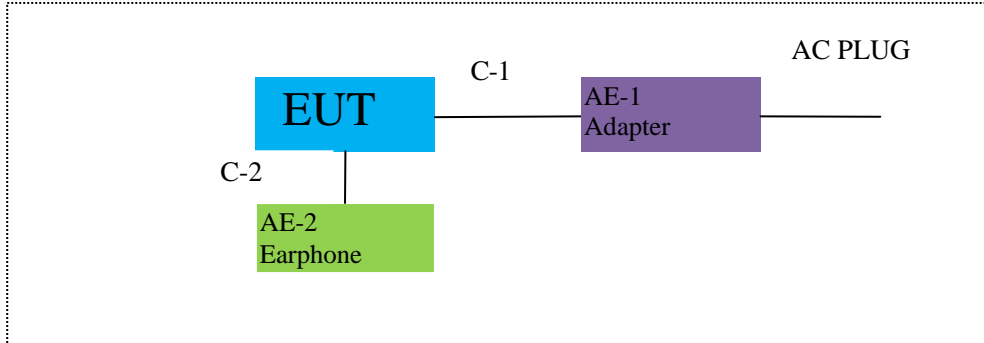 AC PLUG
C-1
EUT
AE-1
Adapter
C-2
AE-2
Earphone